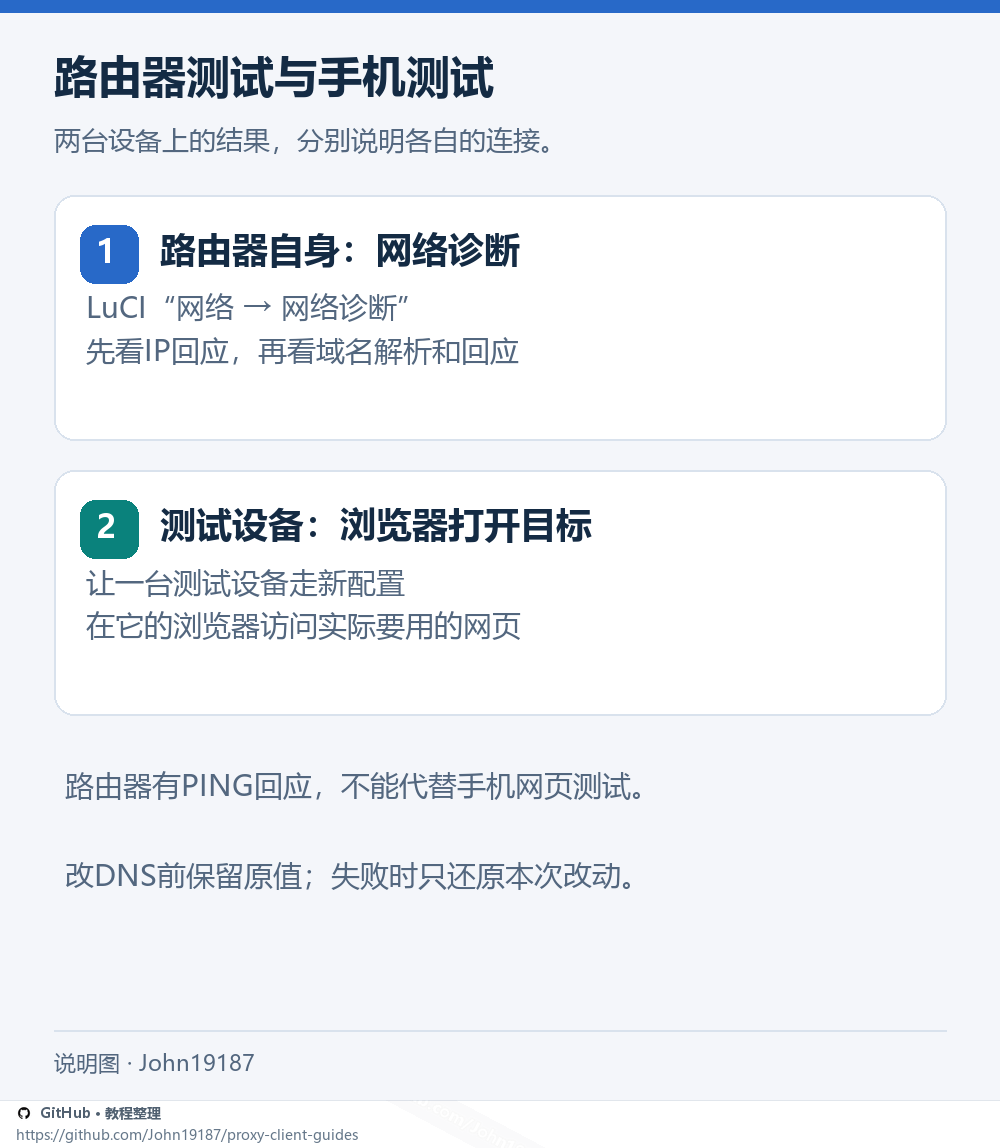 路由器测试与手机测试
两台设备上的结果，分别说明各自的连接。
1 路由器自身：网络诊断
LuCI “网络 → 网络诊断”
先看IP回应，再看域名解析和回应
2 测试设备：浏览器打开目标
让一台测试设备走新配置
在它的浏览器访问实际要用的网页
路由器有PING回应，不能代替手机网页测试。
改DNS前保留原值；失败时只还原本次改动。
说明图 · John19187
GitHub • 教程整理
https://github.com/John19187/proxy-client-guides